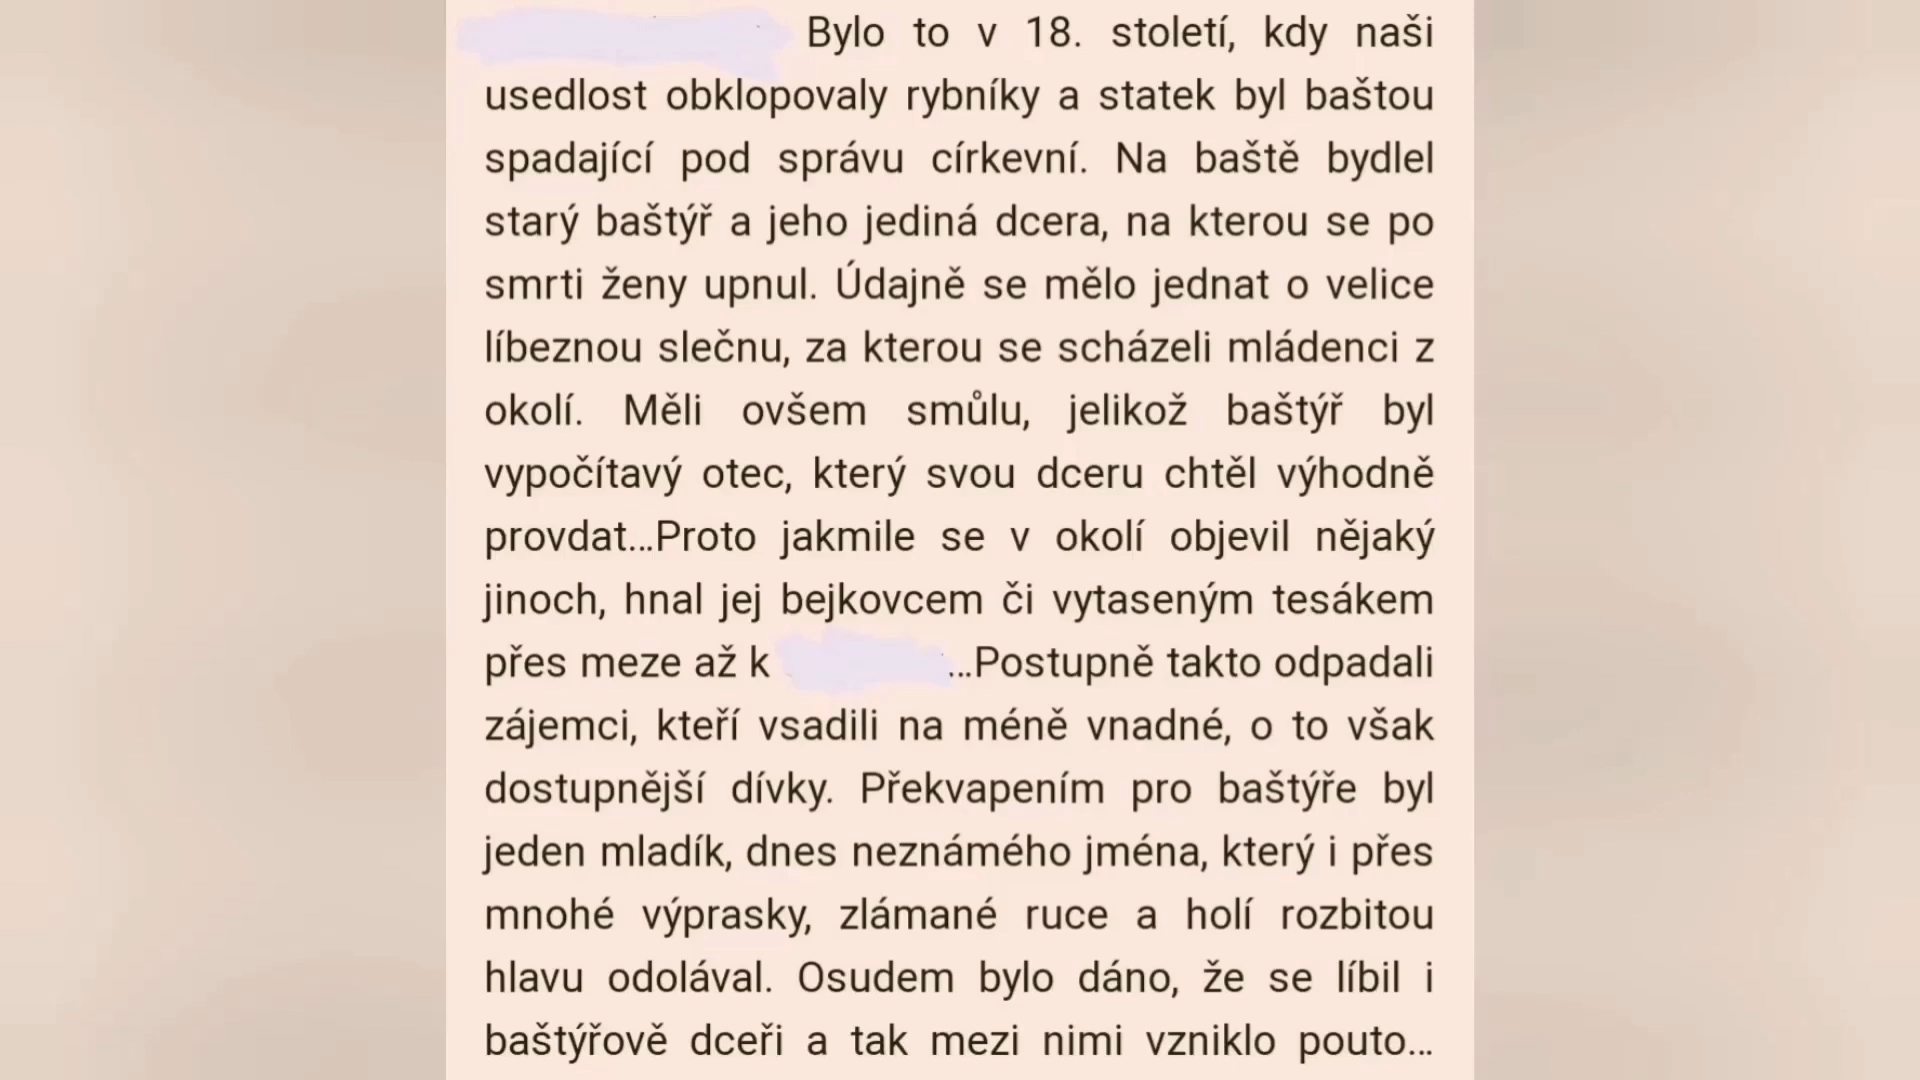 Bylo to v 18. století, kdy naši
usedlost obklopovaly rybníky a statek byl baštou
spadající pod správu církevní. Na baště bydlel
starý baštýř a jeho jediná dcera, na kterou se po
smrti ženy upnul. Údajně se mělo jednat o velice
líbeznou slečnu, za kterou se scházeli mládenci z
okolí. Měli ovšem smůlu, jelikož baštýř byl
vypočítavý otec, který svou dceru chtěl výhodně
provdat...Proto jakmile se v okolí objevil nějaký
jinoch, hnal jej bejkovcem či vytaseným tesákem
přes meze až k ...Postupně takto odpadali
zájemci, kteří vsadili na méně vnadné, o to však
dostupnější dívky. Překvapením pro baštýře byl
jeden mladík, dnes neznámého jména, který i přes
mnohé výprasky, zlámané ruce a holí rozbitou
hlavu odolával. Osudem bylo dáno, že se líbil i
baštýřově dceři a tak mezi nimi vzniklo pouto...